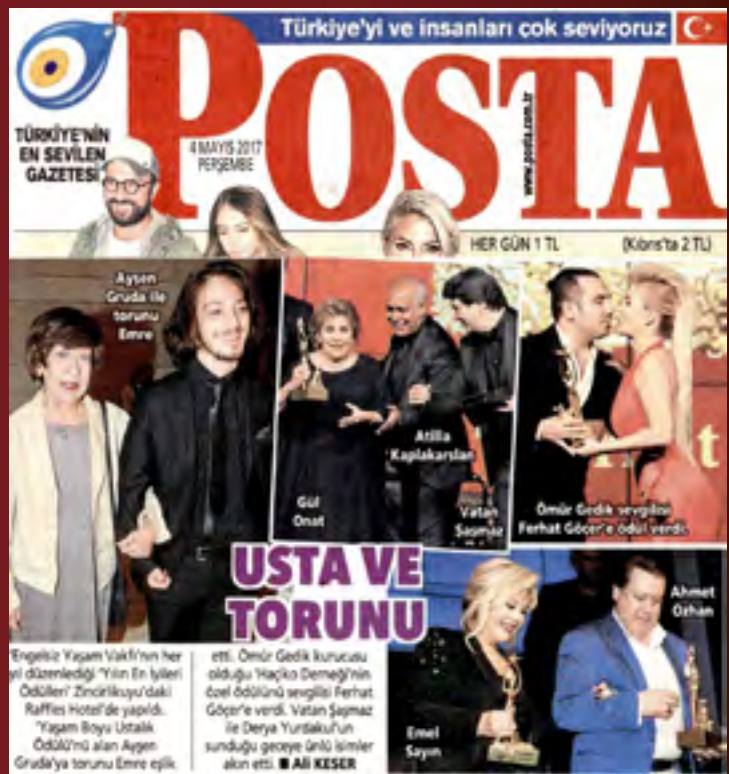 Türkiye'yi ve insanları çok seviyoruz
POSTA
www.posta.com.tr
TÜRKİYE'NİN
EN SEVİLEN
GAZETESİ
4 MAYIS 2017
PERŞEMBE
HER GÜN 1 TL (Kıbrıs'ta 2 TL)
Ayşen
Gruda ile
torunu
Emre
Gül
Onat
Atilla
Kaplakarslan
Vatan
Şaşmaz
Ömür Gedik sevgilisi
Ferhat Göçer'e ödül verdi.
USTA VE
TORUNU
Engelsiz Yaşam Vakfı'nın her
yıl düzenlediği 'Yılın En İyileri
Ödülleri' Zincirlikuyu'daki
Raffles Hotel'de yapıldı.
'Yaşam Boyu Ustalık
Ödülü'nü alan Ayşen
Gruda'ya torunu Emre eşlik
etti. Ömür Gedik kurucusu
olduğu 'Haçiko Derneği'nin
özel ödülünü sevgilisi Ferhat
Göçer'e verdi. Vatan Şaşmaz
ile Derya Yurdakul'un
sunduğu geceye ünlü isimler
akın etti. ■ Ali KESER
Emel
Sayın
Ahmet
Özhan